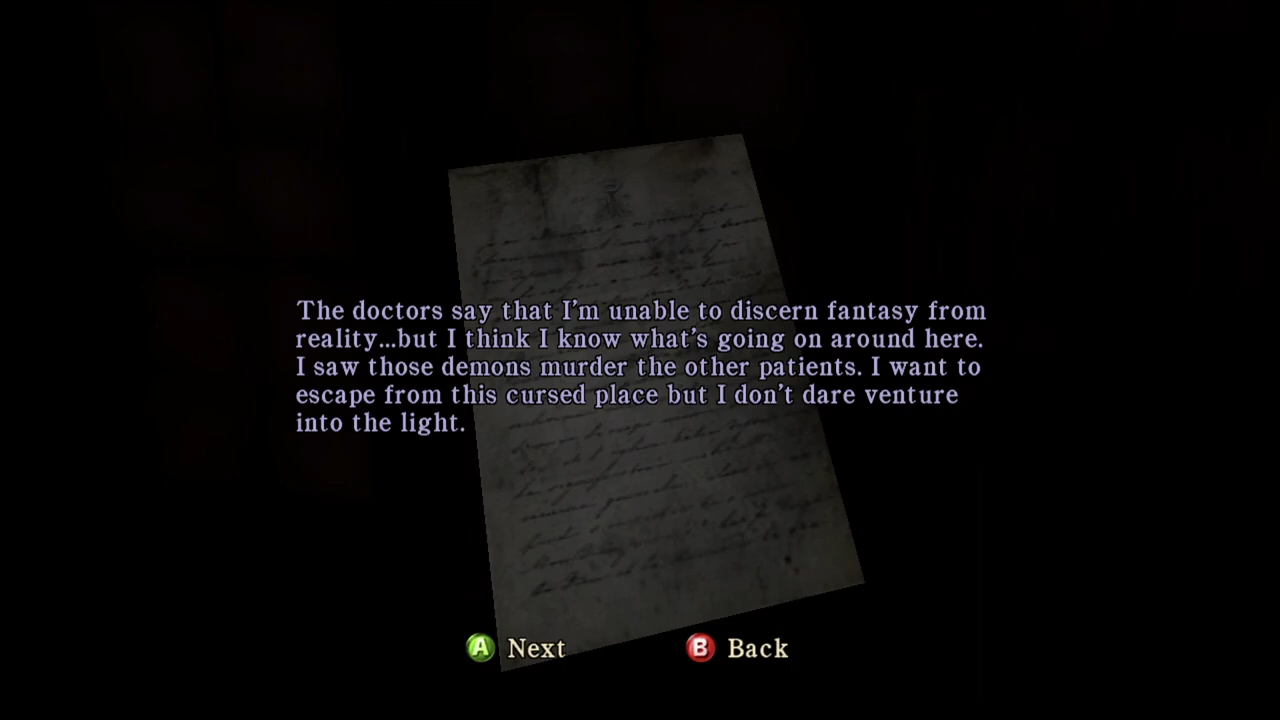 The doctors say that I'm unable to discern fantasy from
reality...but I think I know what's going on around here.
I saw those demons murder the other patients. I want to
escape from this cursed place but I don't dare venture
into the light.
A Next B Back